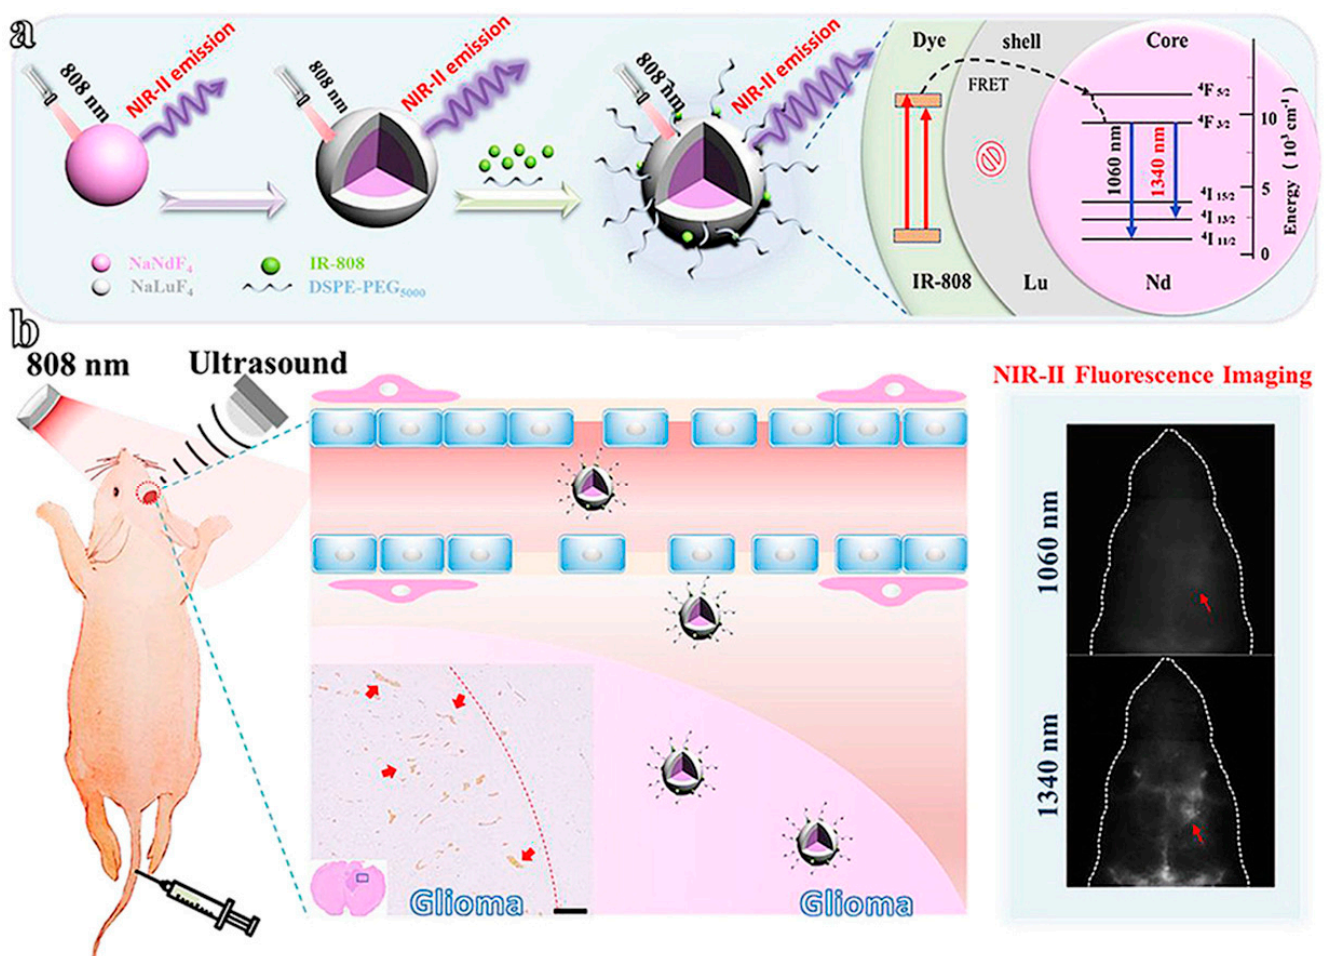 a
808 nm
NIR-II emission
808 nm
NIR-II emission
808 nm
NIR-II emission
NaNdF4
NaLuF4
IR-808
DSPE-PEG5000
Dye
shell
Core
FRET
4F 5/2
4F 3/2
1060 nm
1340 nm
4I 15/2
4I 13/2
4I 11/2
10
5
0
Energy ( 10³ cm⁻¹ )
IR-808
Lu
Nd
b
808 nm
Ultrasound
Glioma
Glioma
NIR-II Fluorescence Imaging
1060 nm
1340 nm